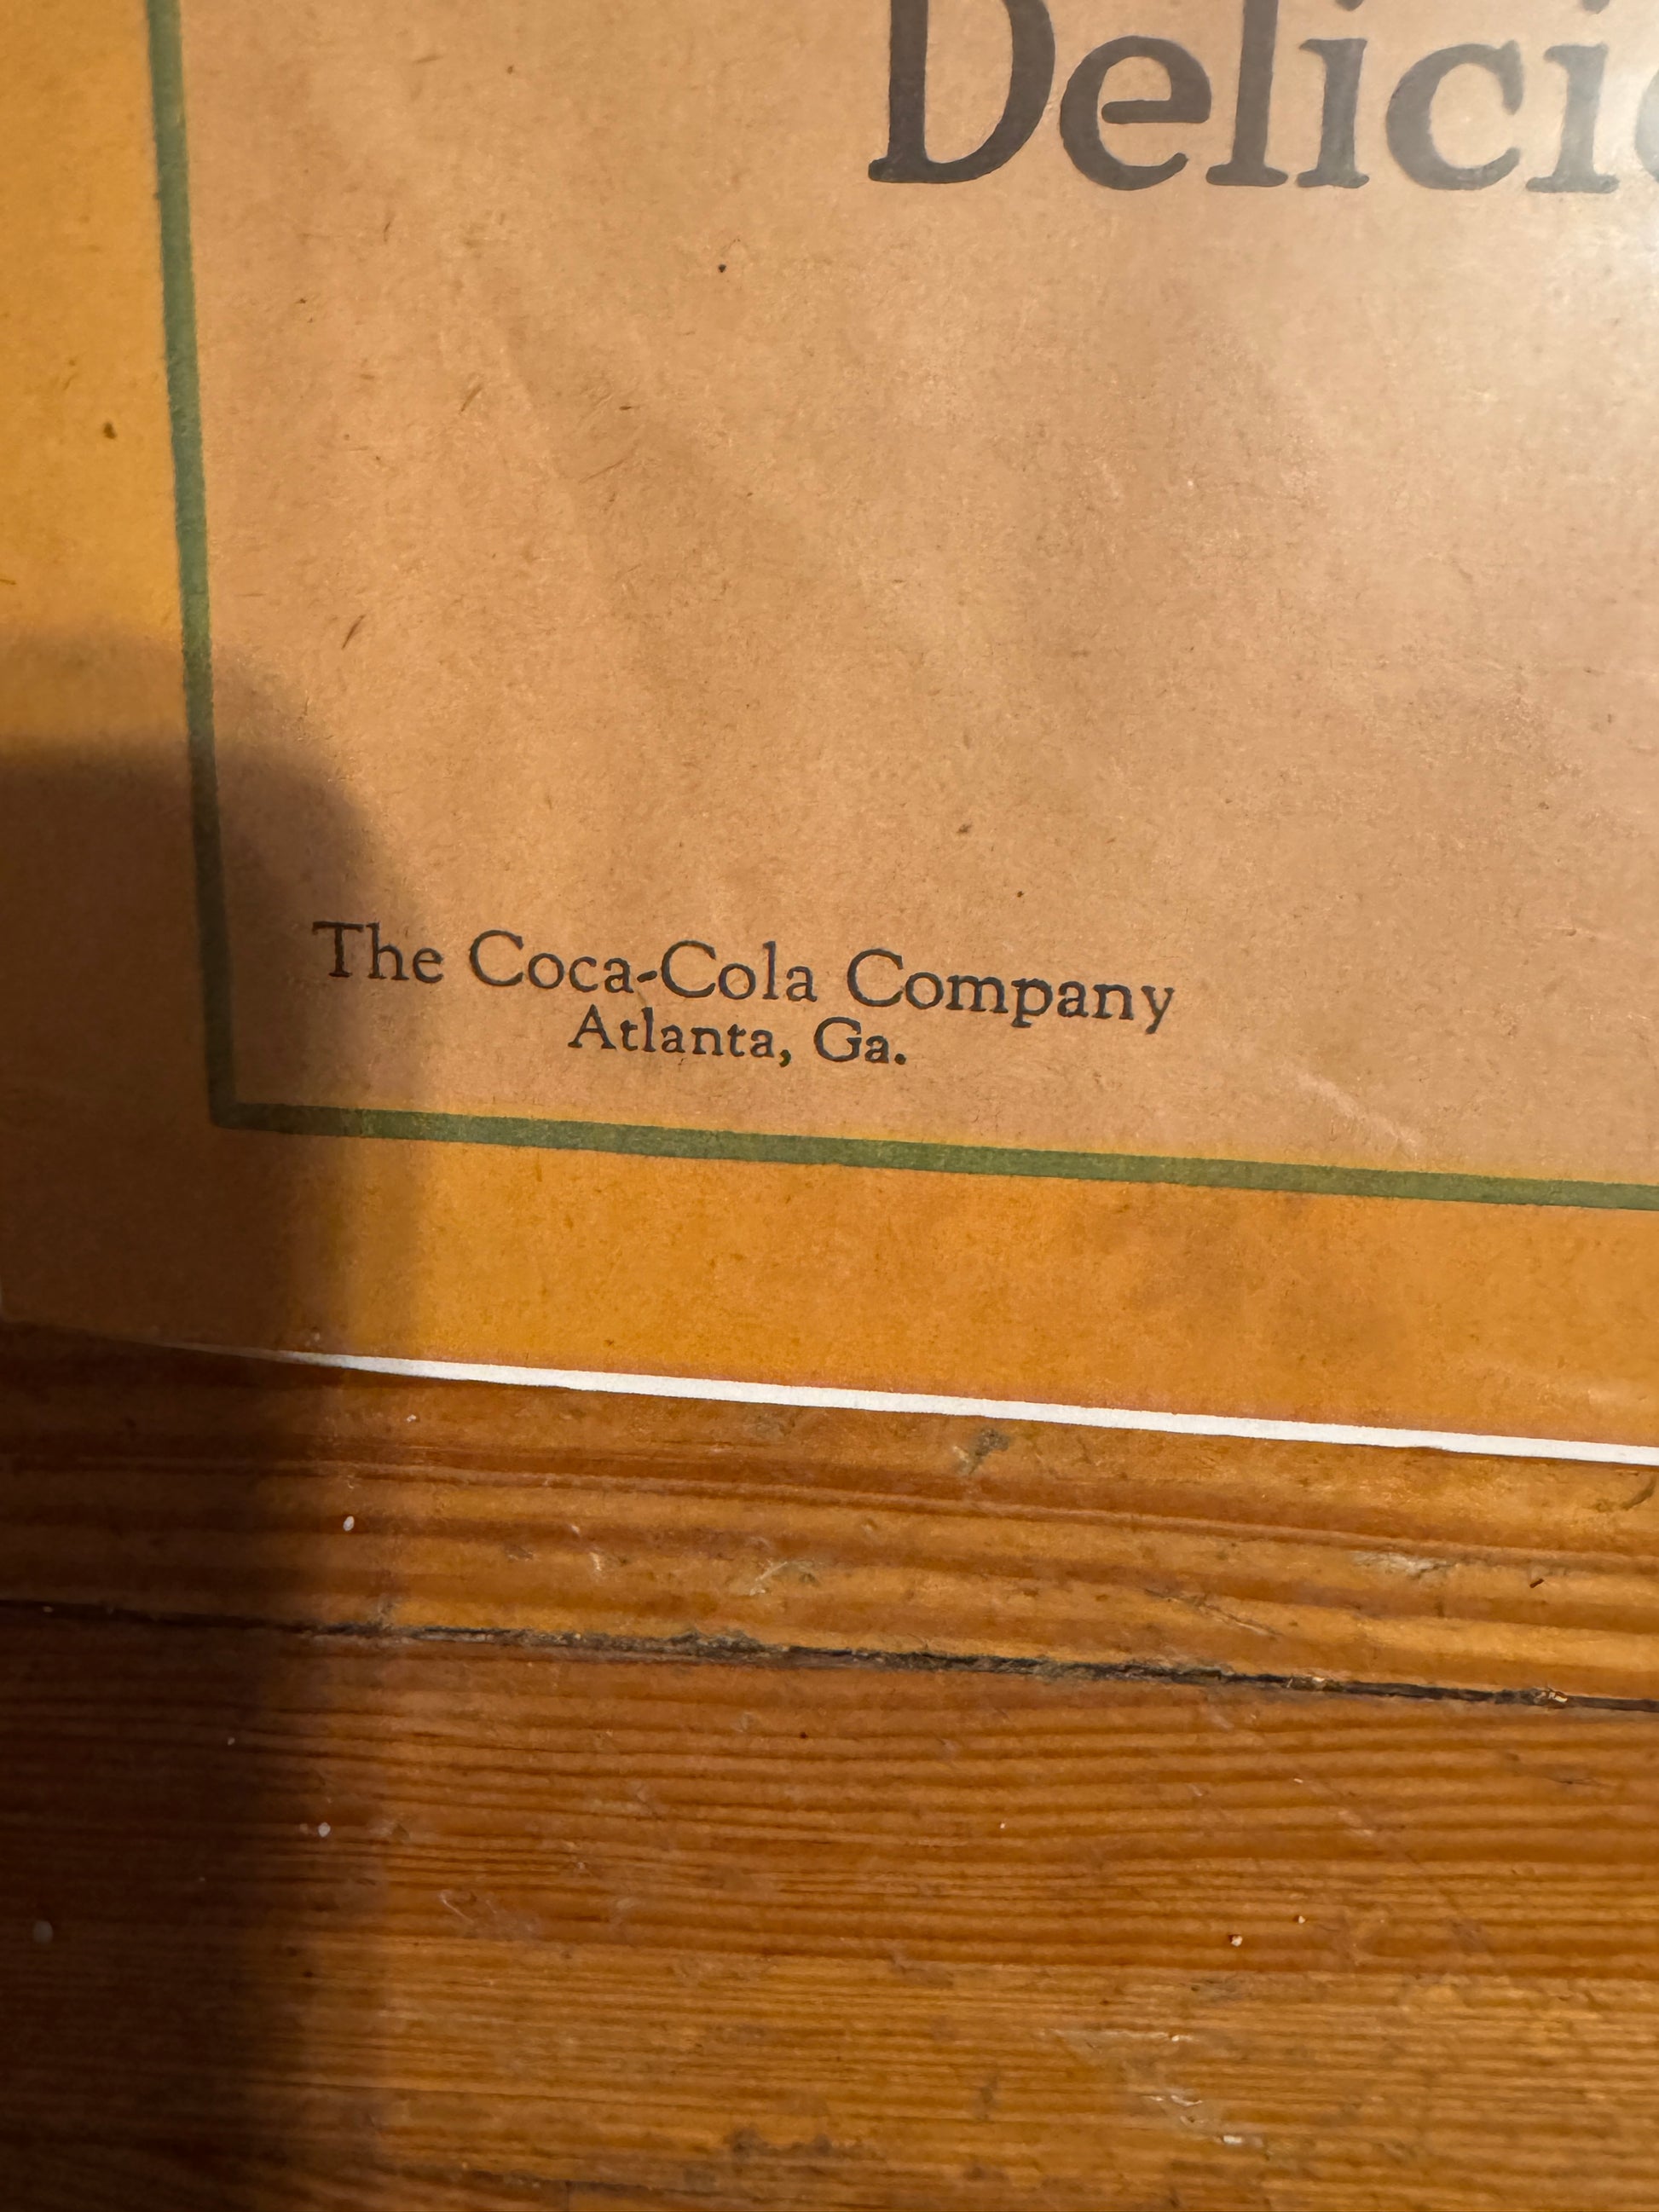 Delici
The Coca-Cola Company
Atlanta, Ga.